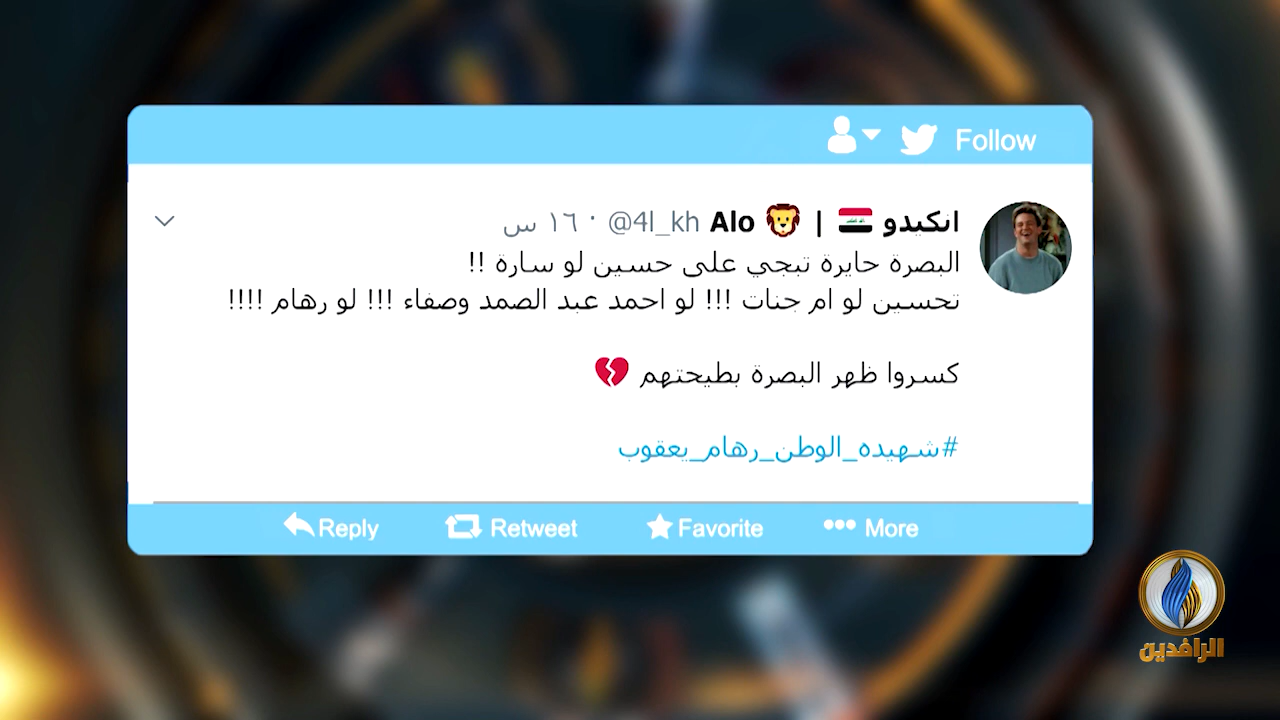 Follow
انكيدو 🇮🇶 | 🦁 Alo @4l_kh · ١٦ س
البصرة حايرة تبجي على حسين لو سارة !!
تحسين لو ام جنات !!! لو احمد عبد الصمد وصفاء !!! لو رهام !!!!
كسروا ظهر البصرة بطيحتهم 💔
#شهيده_الوطن_رهام_يعقوب
Reply Retweet Favorite ••• More
الرافدين